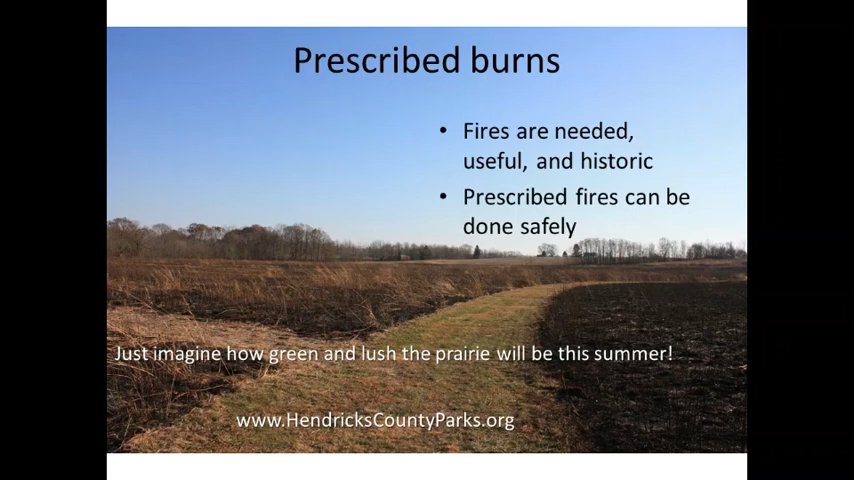 Prescribed burns
• Fires are needed,
useful, and historic
• Prescribed fires can be
done safely
Just imagine how green and lush the prairie will be this summer!
www.HendricksCountyParks.org